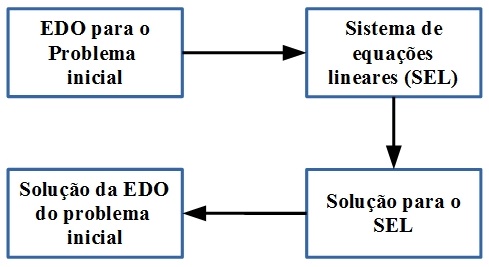 EDO para o
Problema
inicial
Sistema de
equações
lineares (SEL)
Solução da EDO
do problema
inicial
Solução para o
SEL